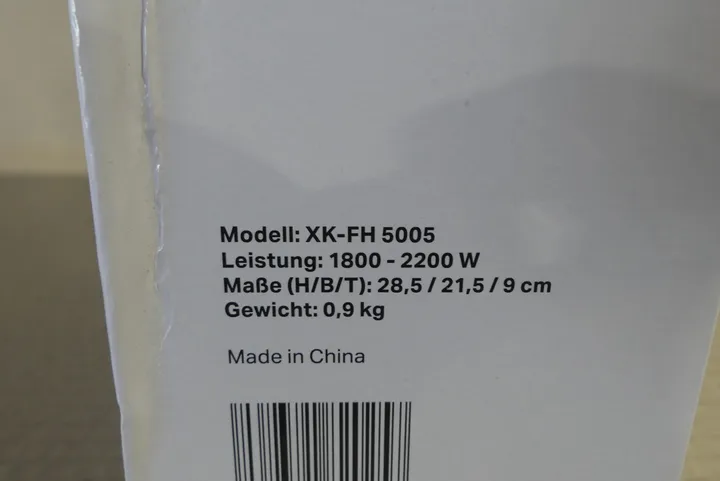 Modell: XK-FH 5005
Leistung: 1800 - 2200 W
Maße (H/B/T): 28,5 / 21,5 / 9 cm
Gewicht: 0,9 kg
Made in China